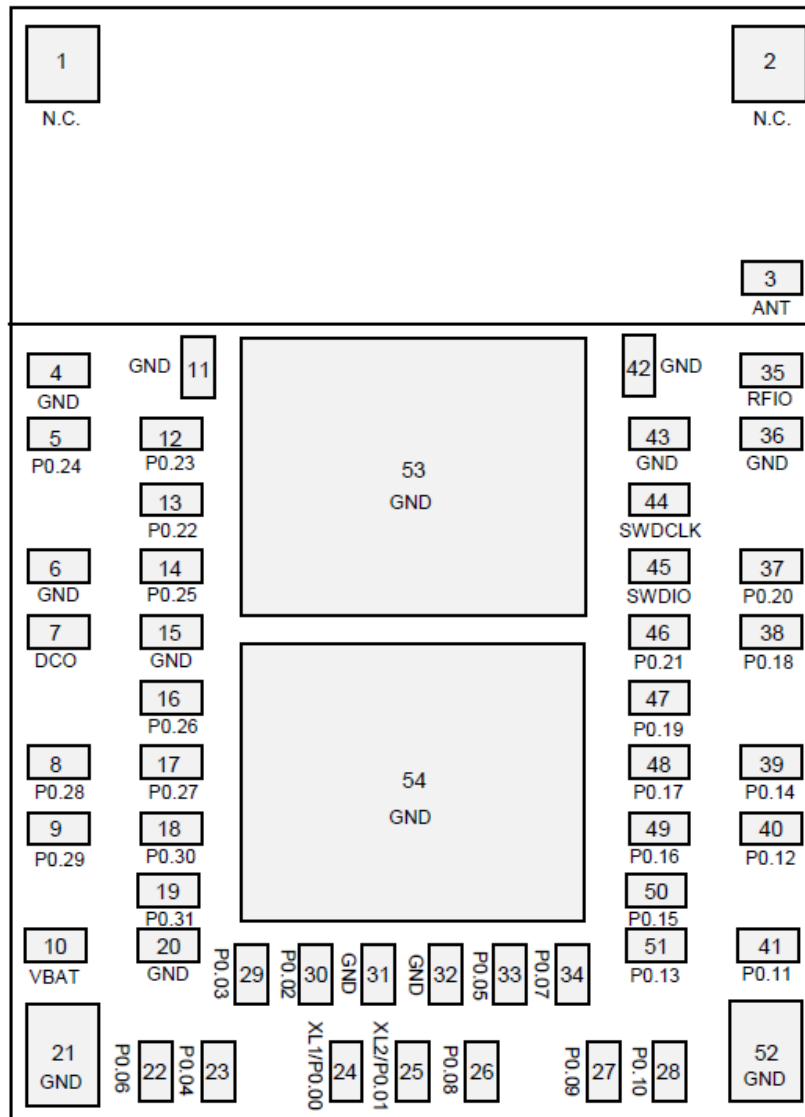 1 2
N.C. N.C.
3
ANT
4 GND 11 42 GND 35
GND RFIO
5 12 43 36
P0.24 P0.23 GND GND
53
GND
13 44
P0.22 SWDCLK
6 14 45 37
GND P0.25 SWDIO P0.20
7 15 46 38
DCO GND P0.21 P0.18
16 47
P0.26 P0.19
8 17 48 39
P0.28 P0.27 P0.17 P0.14
54
GND
9 18 49 40
P0.29 P0.30 P0.16 P0.12
19 50
P0.31 P0.15
10 20 51 41
VBAT GND P0.13 P0.11
P0.03 29 P0.02 30 GND 31 GND 32 P0.05 33 P0.07 34
21 52
GND GND
P0.06 22 P0.04 23 XL1/P0.00 24 XL2/P0.01 25 P0.08 26 P0.09 27 P0.10 28